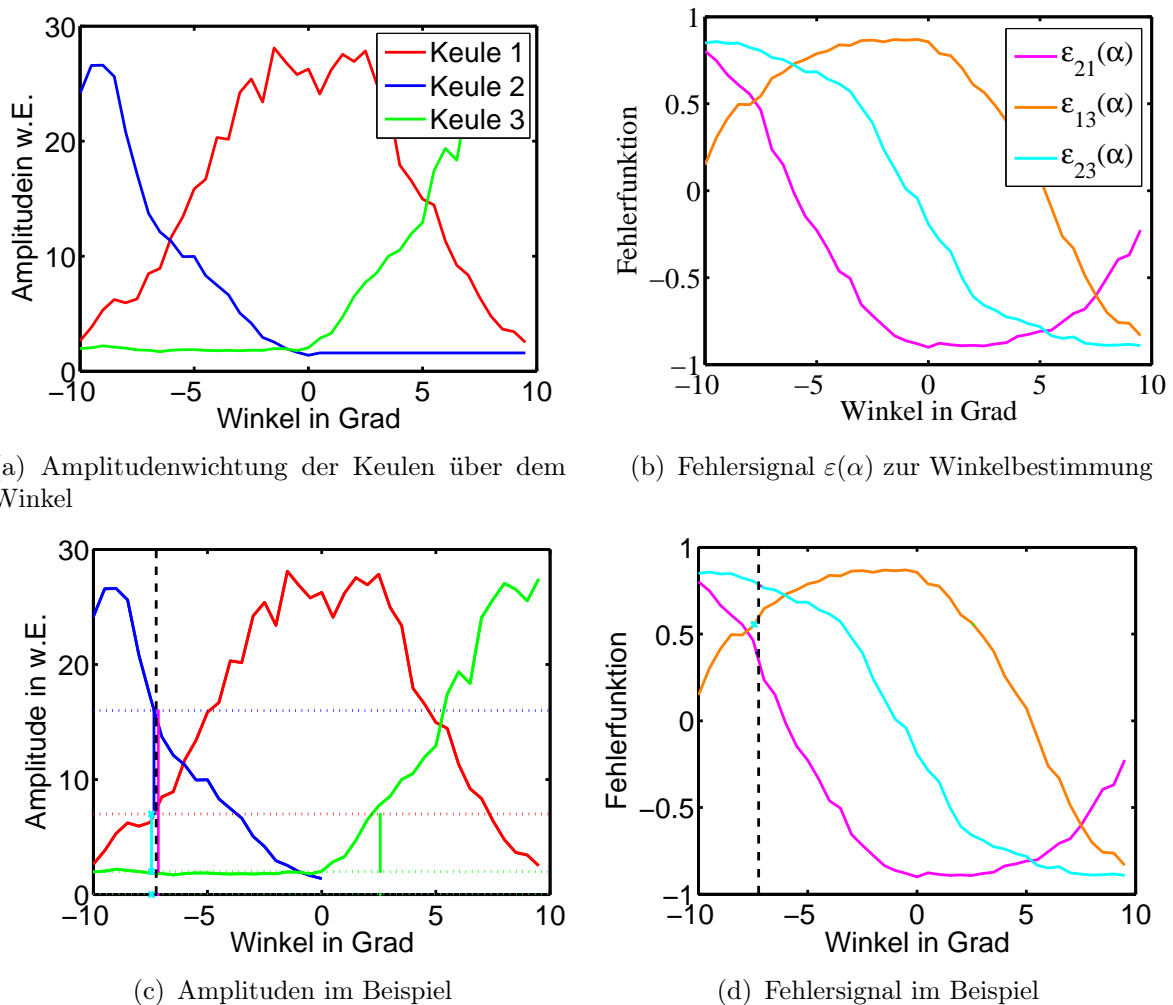 30
20
10
0
−10
−5
0
5
10
Amplitudein w.E.
Winkel in Grad
Keule 1
Keule 2
Keule 3
1
0.5
0
−0.5
−1
−10
−5
0
5
10
Fehlerfunktion
Winkel in Grad
ε21(α)
ε13(α)
ε23(α)
a) Amplitudenwichtung der Keulen über dem
Winkel
(b) Fehlersignal ε(α) zur Winkelbestimmung
30
20
10
0
−10
−5
0
5
10
Amplitude in w.E.
Winkel in Grad
1
0.5
0
−0.5
−1
−10
−5
0
5
10
Fehlerfunktion
Winkel in Grad
(c) Amplituden im Beispiel
(d) Fehlersignal im Beispiel